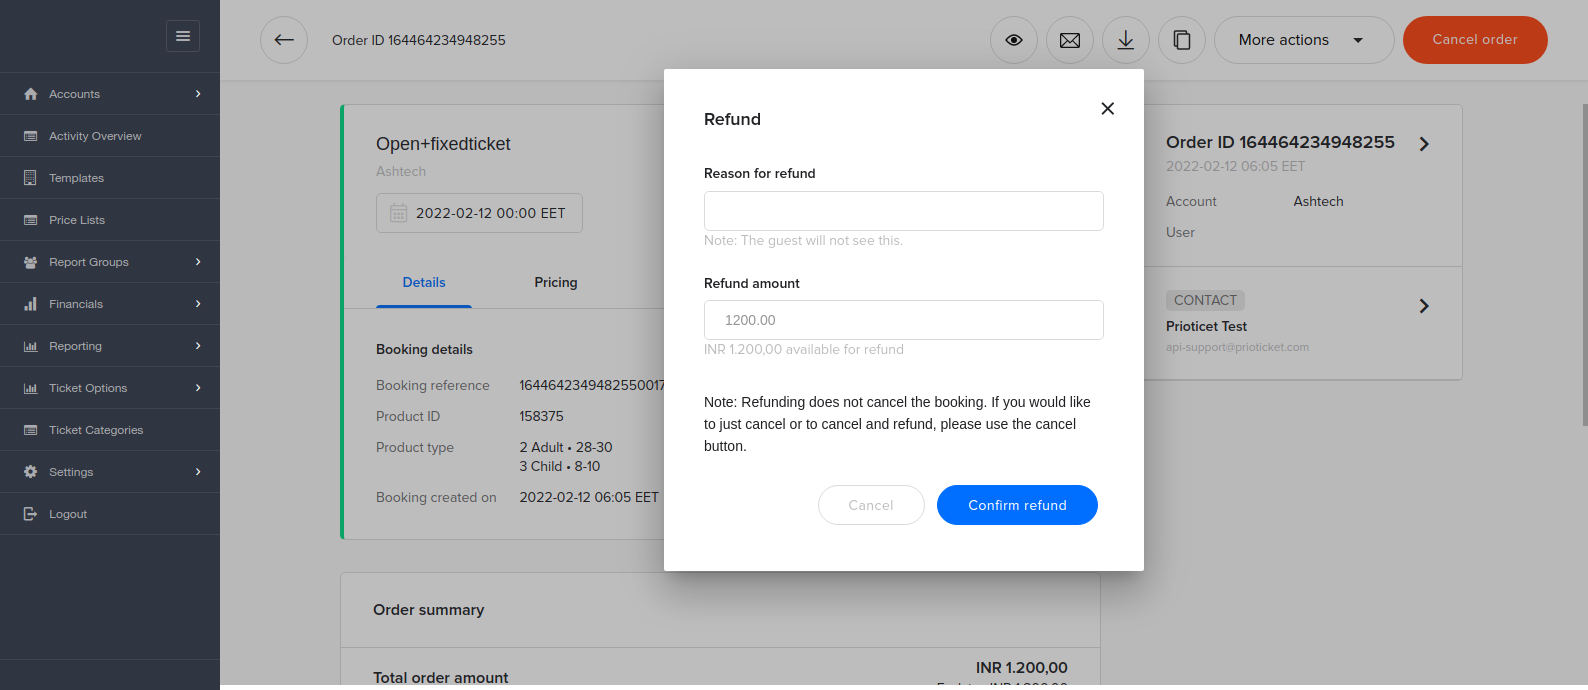 Order ID 164464234948255
More actions
Cancel order
Accounts
Activity Overview
Templates
Price Lists
Report Groups
Financials
Reporting
Ticket Options
Ticket Categories
Settings
Logout
Open+fixedticket
Ashtech
2022-02-12 00:00 EET
Details Pricing
Booking details
Booking reference 1644642349482550017
Product ID 158375
Product type 2 Adult • 28-30
3 Child • 8-10
Booking created on 2022-02-12 06:05 EET
Order summary
Total order amount INR 1.200,00
Refund
Reason for refund
Note: The guest will not see this.
Refund amount
1200.00
INR 1.200,00 available for refund
Note: Refunding does not cancel the booking. If you would like
to just cancel or to cancel and refund, please use the cancel
button.
Cancel
Confirm refund
Order ID 164464234948255
2022-02-12 06:05 EET
Account Ashtech
User
CONTACT
Prioticet Test
api-support@prioticket.com